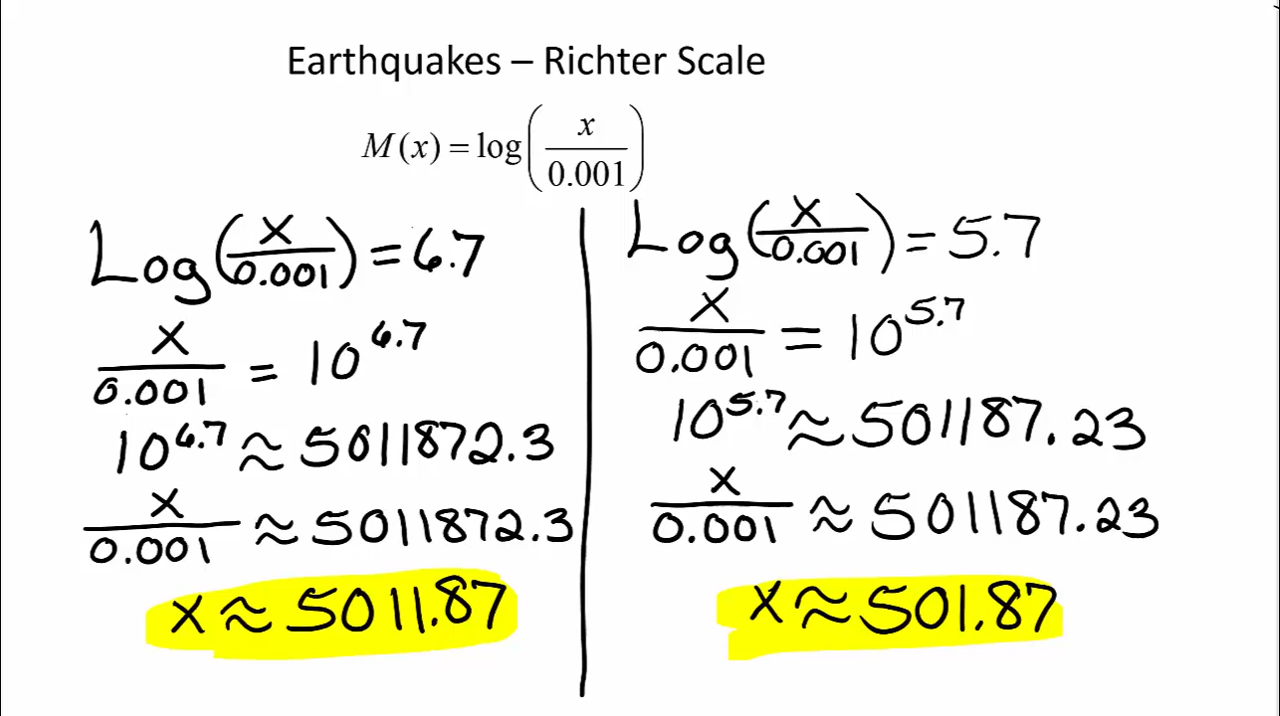 Earthquakes – Richter Scale
M(x) = log(x/0.001)
Log(x/0.001) = 6.7
x/0.001 = 10^6.7
10^6.7 ≈ 5011872.3
x/0.001 ≈ 5011872.3
x ≈ 5011.87
Log(x/0.001) = 5.7
x/0.001 = 10^5.7
10^5.7 ≈ 501187.23
x/0.001 ≈ 501187.23
x ≈ 501.87